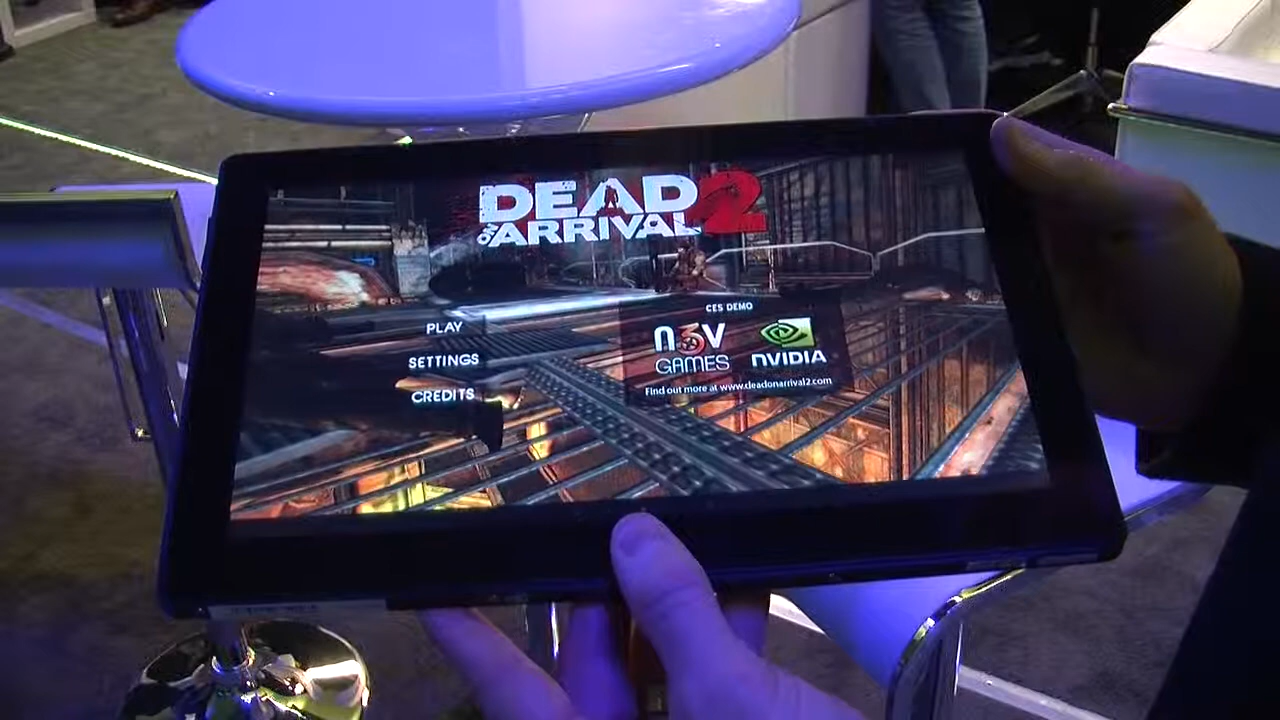 DEAD 2
ON ARRIVAL
PLAY
SETTINGS
CREDITS
CES DEMO
N3V
GAMES
NVIDIA
Find out more at www.deadonarrival2.com